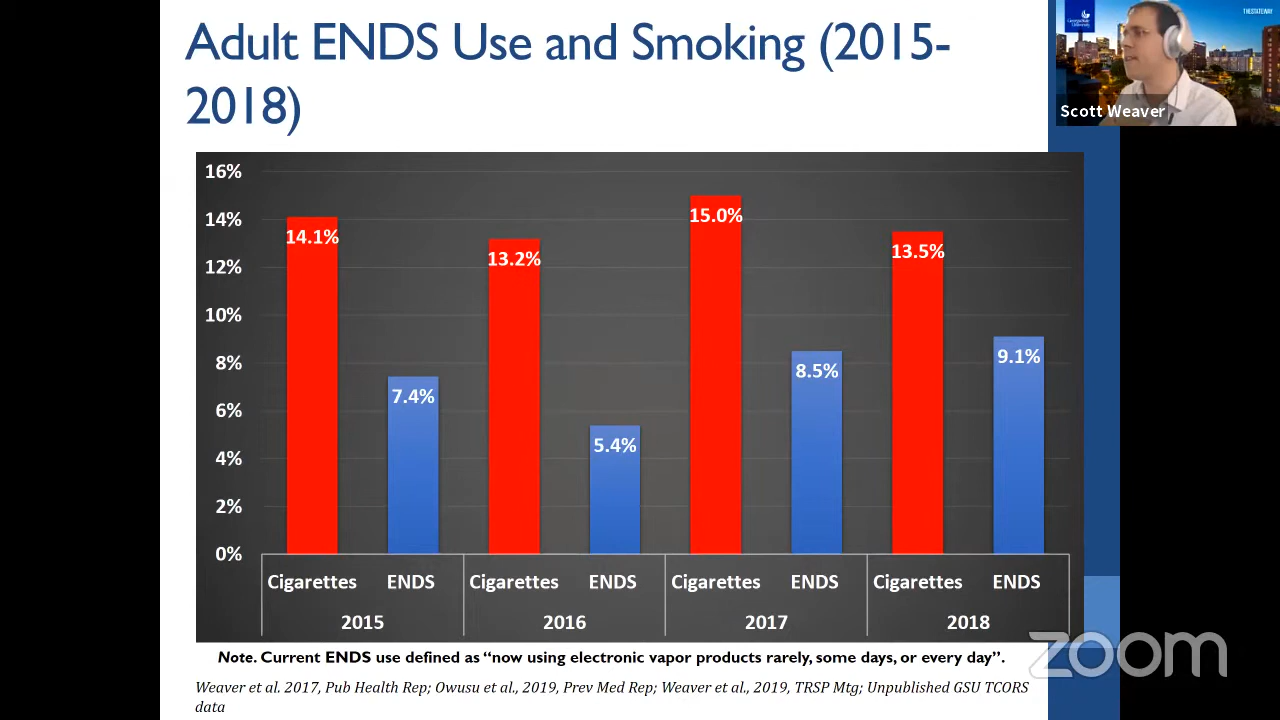 Adult ENDS Use and Smoking (2015-
2018)
THESTATEWAY
Scott Weaver
16%
14%
12%
10%
8%
6%
4%
2%
0%
14.1%
7.4%
13.2%
5.4%
15.0%
8.5%
13.5%
9.1%
Cigarettes ENDS Cigarettes ENDS Cigarettes ENDS Cigarettes ENDS
2015 2016 2017 2018
zoom
Note. Current ENDS use defined as “now using electronic vapor products rarely, some days, or every day”.
Weaver et al. 2017, Pub Health Rep; Owusu et al., 2019, Prev Med Rep; Weaver et al., 2019, TRSP Mtg; Unpublished GSU TCORS
data